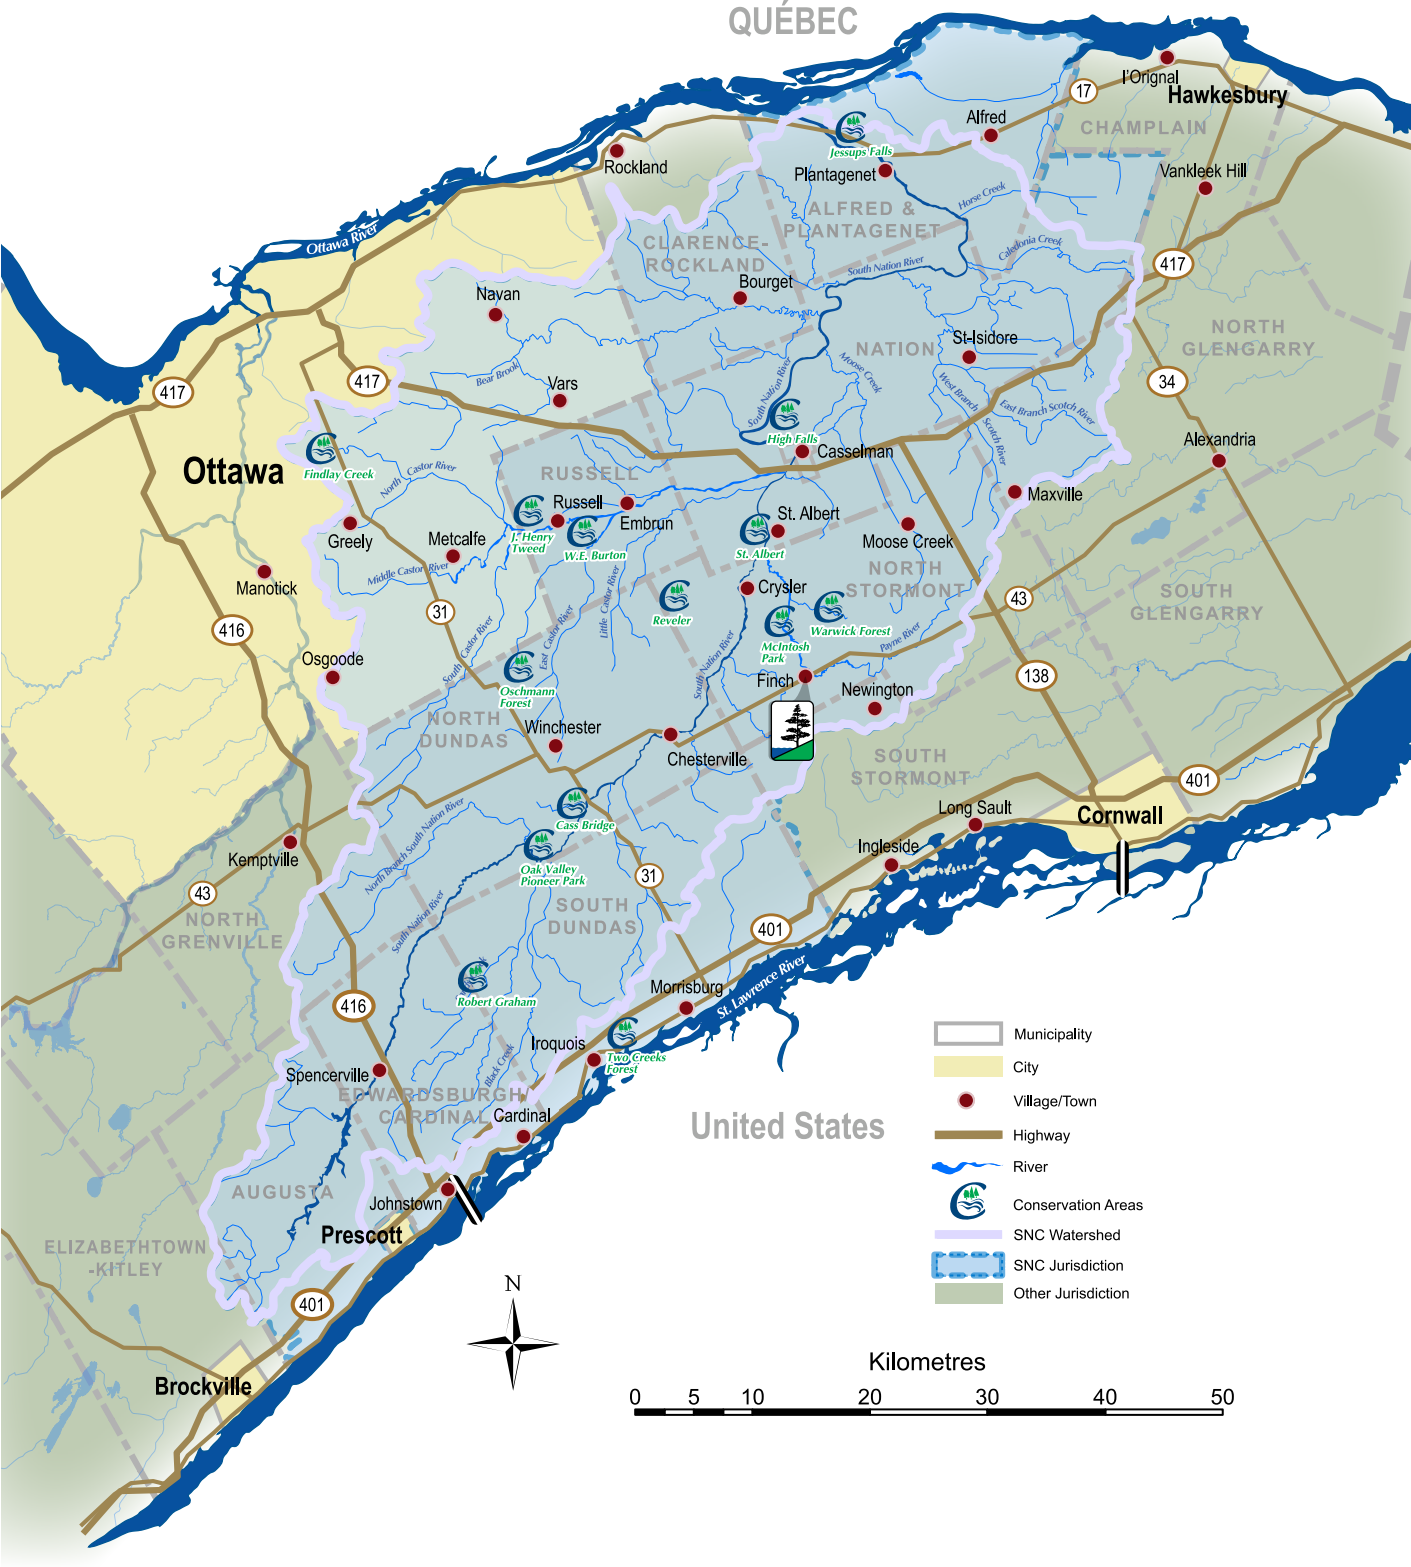 QUÉBEC
l'Orignal
Hawkesbury
17
Alfred
CHAMPLAIN
Jessups Falls
Rockland
Plantagenet
Vankleek Hill
Horse Creek
ALFRED &
PLANTAGENET
Ottawa River
CLARENCE-
ROCKLAND
Caledonia Creek
417
South Nation River
Bourget
Navan
NORTH
GLENGARRY
St-Isidore
NATION
Moose Creek
Bear Brook
Vars
417
417
34
South Nation River
West Branch
Scotch River
East Branch Scotch River
High Falls
Casselman
Alexandria
Ottawa
Findlay Creek
North Castor River
RUSSELL
Maxville
Russell
Embrun
J. Henry
Tweed
W.E. Burton
St. Albert
St. Albert
Moose Creek
Greely
Metcalfe
Middle Castor River
Manotick
NORTH
STORMONT
Crysler
Reveler
Little Castor River
31
416
43
SOUTH
GLENGARRY
Warwick Forest
McIntosh
Park
Payne River
South Castor River
East Castor River
South Nation River
Osgoode
Oschmann
Forest
Finch
Newington
138
NORTH
DUNDAS
Winchester
Chesterville
SOUTH
STORMONT
401
Cass Bridge
Long Sault
Cornwall
North Branch South Nation River
Ingleside
Kemptville
Oak Valley
Pioneer Park
31
43
NORTH
GRENVILLE
SOUTH
DUNDAS
South Nation River
401
Robert Graham
Morrisburg
St. Lawrence River
416
Iroquois
Two Creeks
Forest
Black Creek
Spencerville
EDWARDSBURGH/
CARDINAL
Cardinal
United States
AUGUSTA
Johnstown
Prescott
ELIZABETHTOWN
-KITLEY
401
Brockville
N
Municipality
City
Village/Town
Highway
River
Conservation Areas
SNC Watershed
SNC Jurisdiction
Other Jurisdiction
Kilometres
0 5 10 20 30 40 50